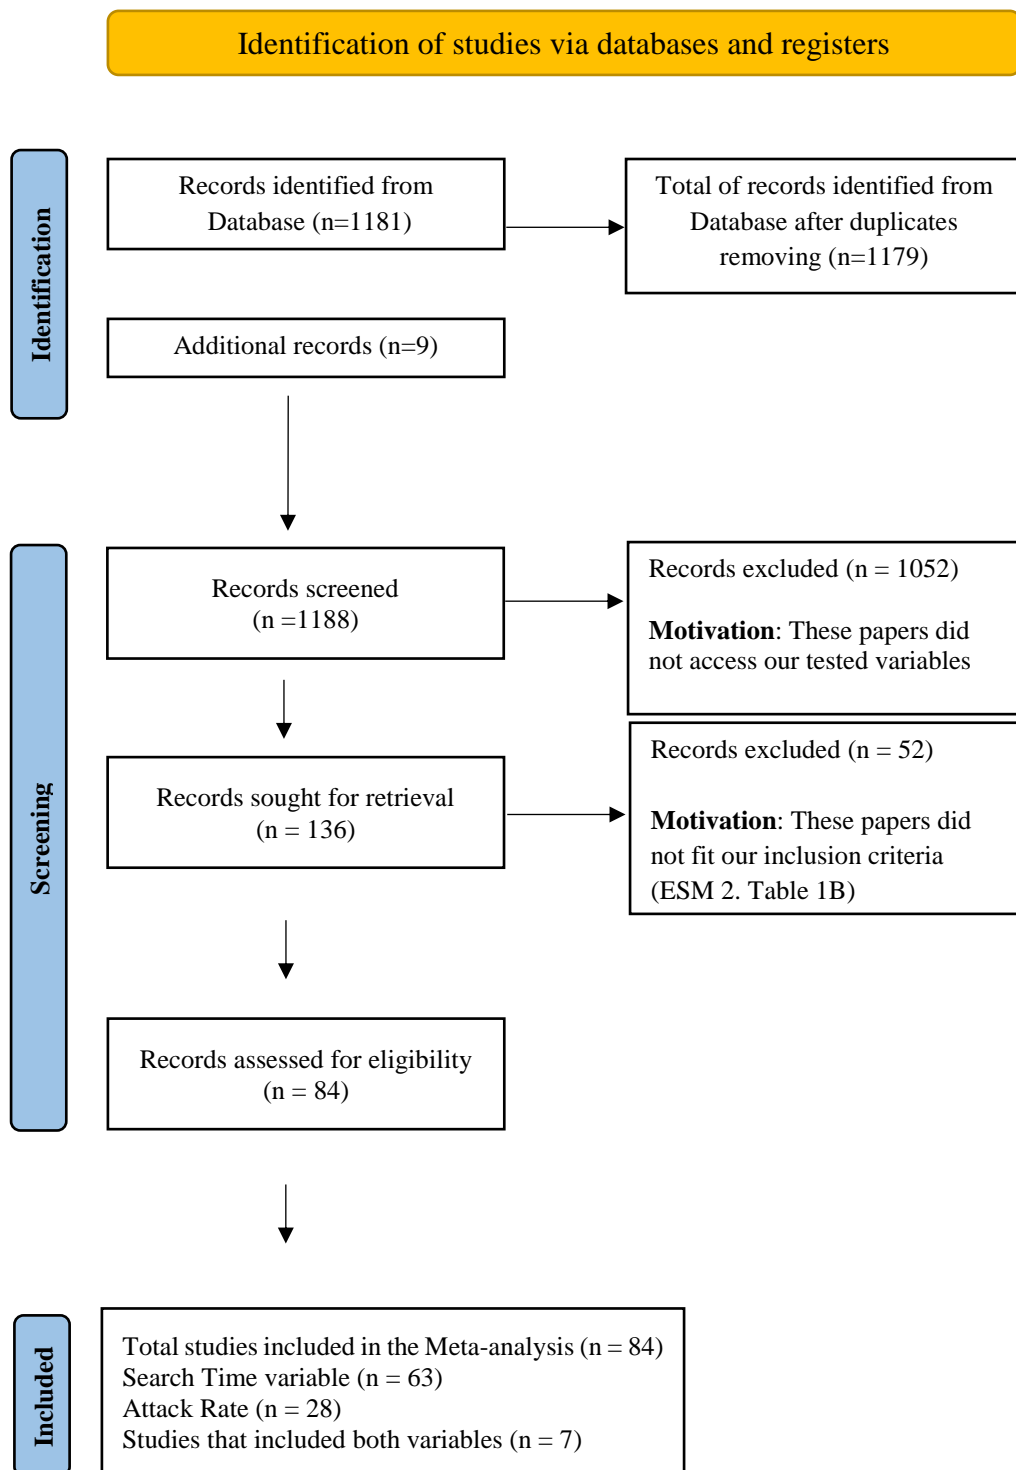 Identification of studies via databases and registers
Identification
Records identified from
Database (n=1181)
Total of records identified from
Database after duplicates
removing (n=1179)
Additional records (n=9)
Screening
Records screened
(n =1188)
Records excluded (n = 1052)
Motivation: These papers did
not access our tested variables
Records sought for retrieval
(n = 136)
Records excluded (n = 52)
Motivation: These papers did
not fit our inclusion criteria
(ESM 2. Table 1B)
Records assessed for eligibility
(n = 84)
Included
Total studies included in the Meta-analysis (n = 84)
Search Time variable (n = 63)
Attack Rate (n = 28)
Studies that included both variables (n = 7)